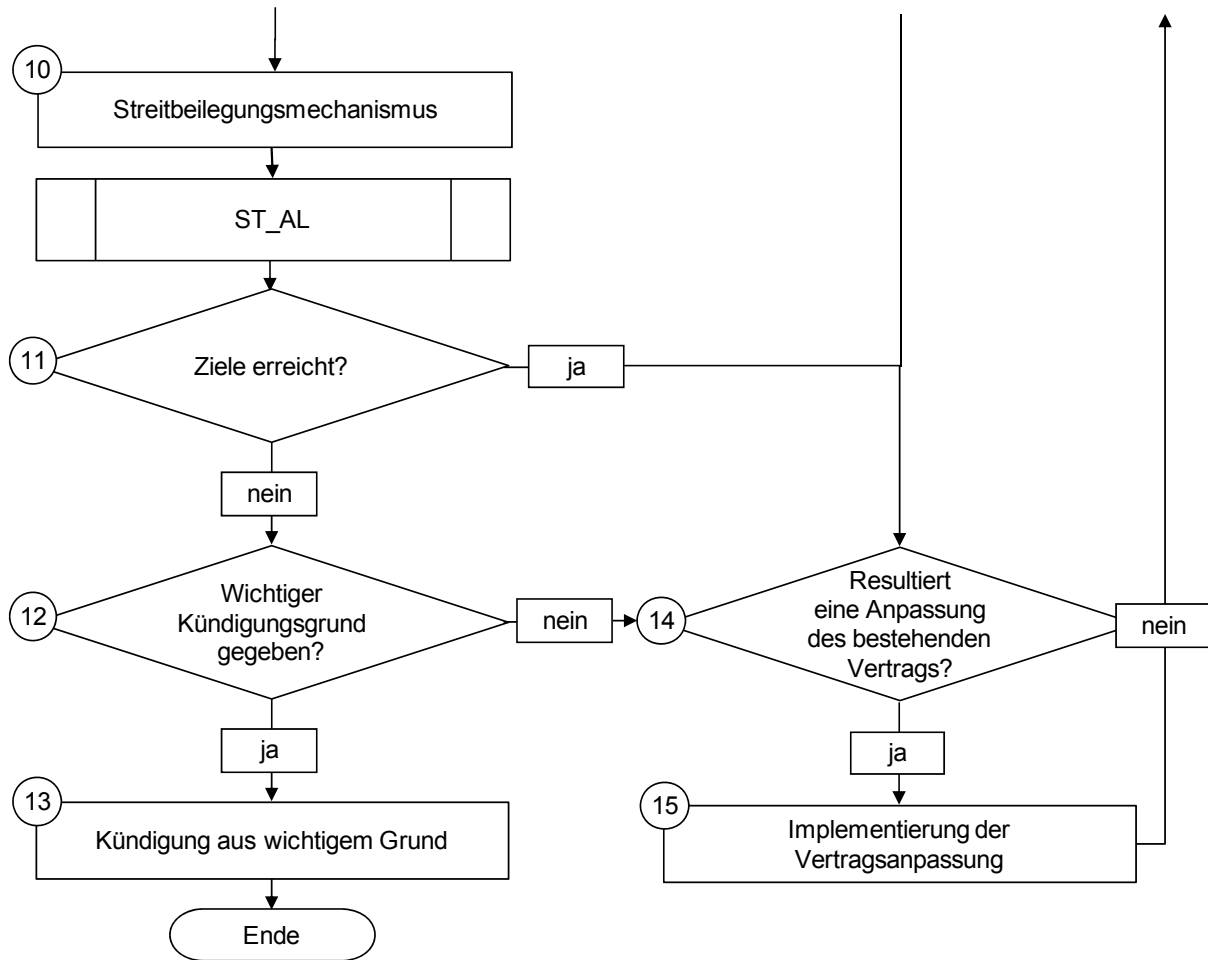 10
Streitbeilegungsmechanismus
ST_AL
11
Ziele erreicht?
ja
nein
12
Wichtiger
Kündigungsgrund
gegeben?
nein
14
Resultiert
eine Anpassung
des bestehenden
Vertrags?
nein
ja
ja
13
Kündigung aus wichtigem Grund
15
Implementierung der
Vertragsanpassung
Ende